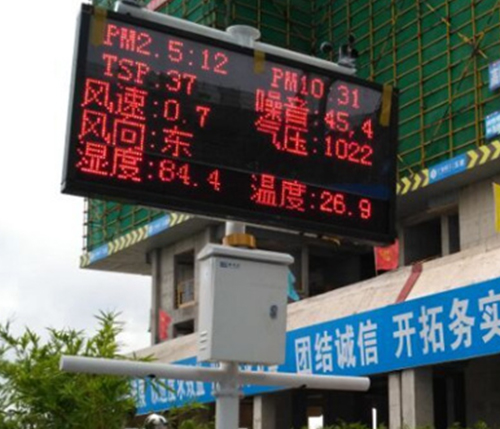 PM2.5:12 PM10 31
TSP:37 噪音:45.4
风速:0.7 气压:1022
风向:东
湿度:84.4 温度:26.9
团结诚信 开拓务实